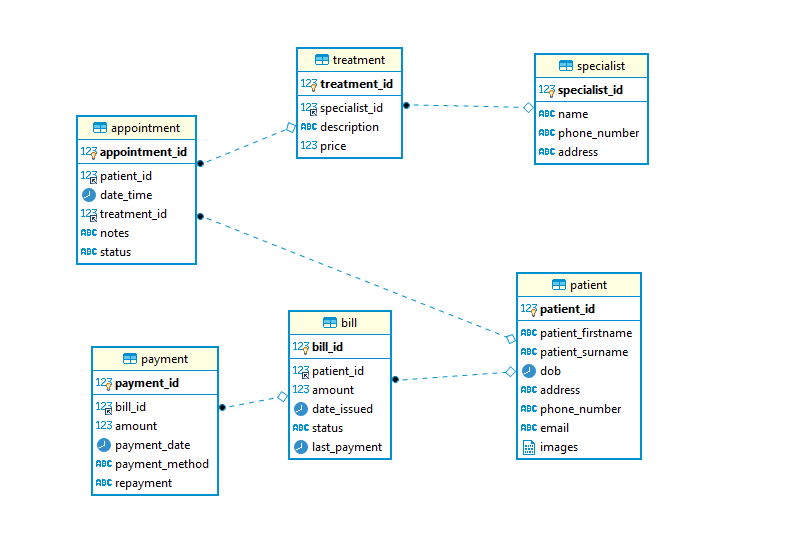 treatment
123 treatment_id
123 specialist_id
ABC description
123 price
specialist
123 specialist_id
ABC name
ABC phone_number
ABC address
appointment
123 appointment_id
123 patient_id
date_time
123 treatment_id
ABC notes
ABC status
patient
123 patient_id
ABC patient_firstname
ABC patient_surname
dob
ABC address
ABC phone_number
ABC email
images
bill
123 bill_id
123 patient_id
123 amount
date_issued
ABC status
last_payment
payment
123 payment_id
123 bill_id
123 amount
payment_date
ABC payment_method
ABC repayment